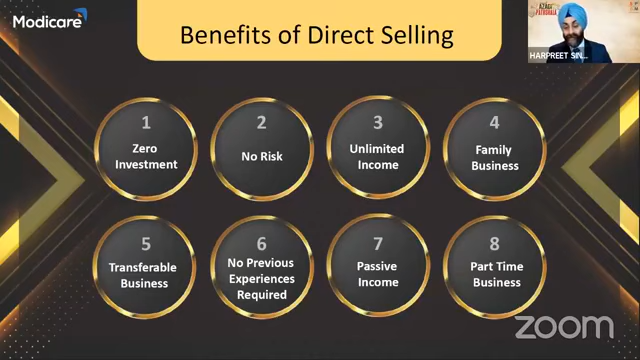 Modicare
Benefits of Direct Selling
HARPREET SIN...
1
Zero
Investment
2
No Risk
3
Unlimited
Income
4
Family
Business
5
Transferable
Business
6
No Previous
Experiences
Required
7
Passive
Income
8
Part Time
Business
zoom